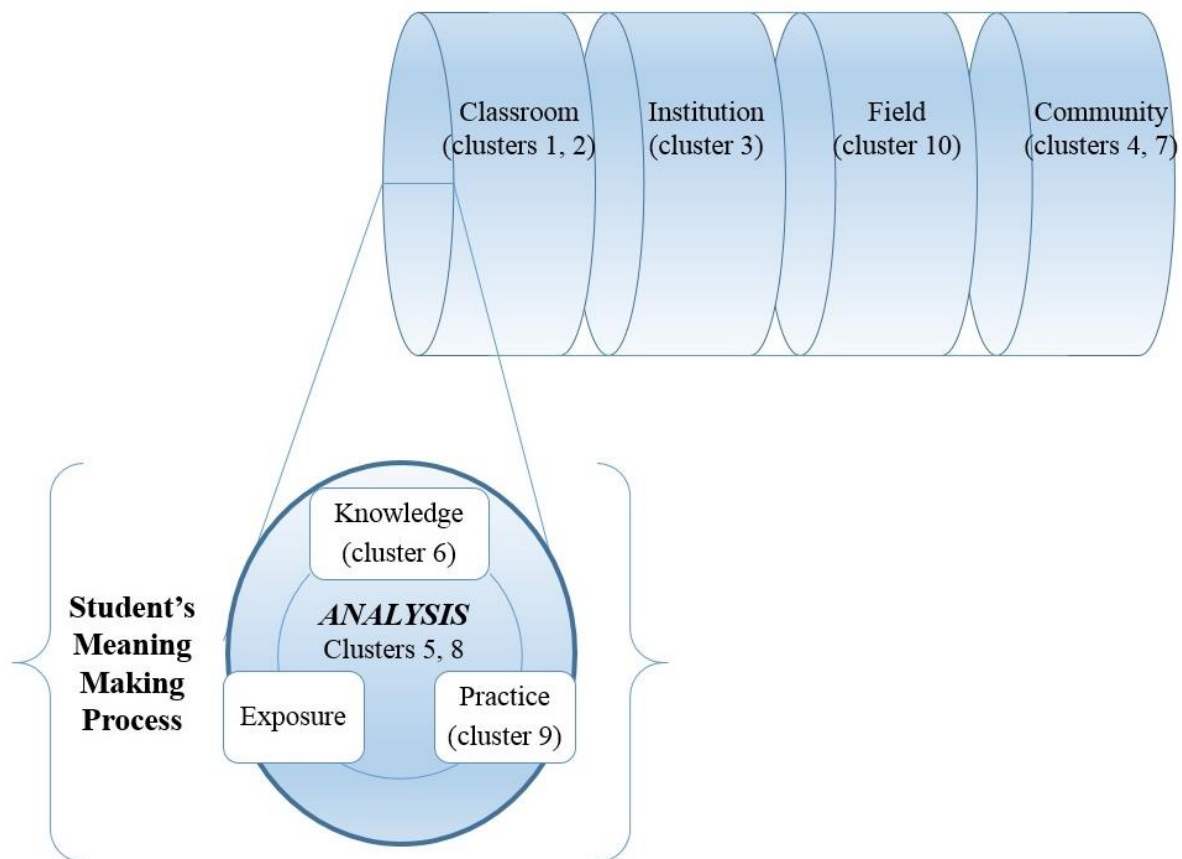 Classroom
(clusters 1, 2)
Institution
(cluster 3)
Field
(cluster 10)
Community
(clusters 4, 7)
Knowledge
(cluster 6)
ANALYSIS
Clusters 5, 8
Student’s
Meaning
Making
Process
Exposure
Practice
(cluster 9)